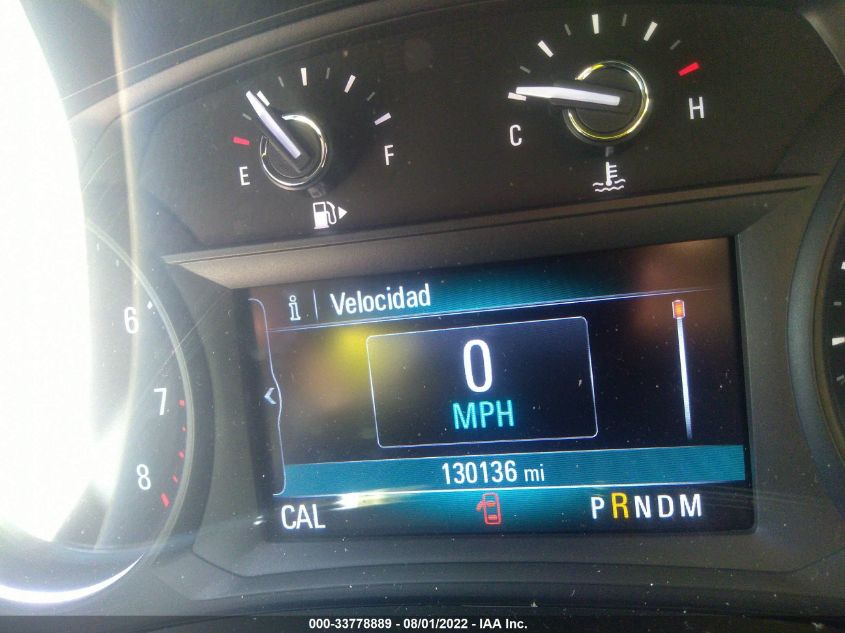 E F
C H
Velocidad
6
7
8
0
MPH
130136 mi
CAL
PRNDM
000-33778889 - 08/01/2022 - IAA Inc.